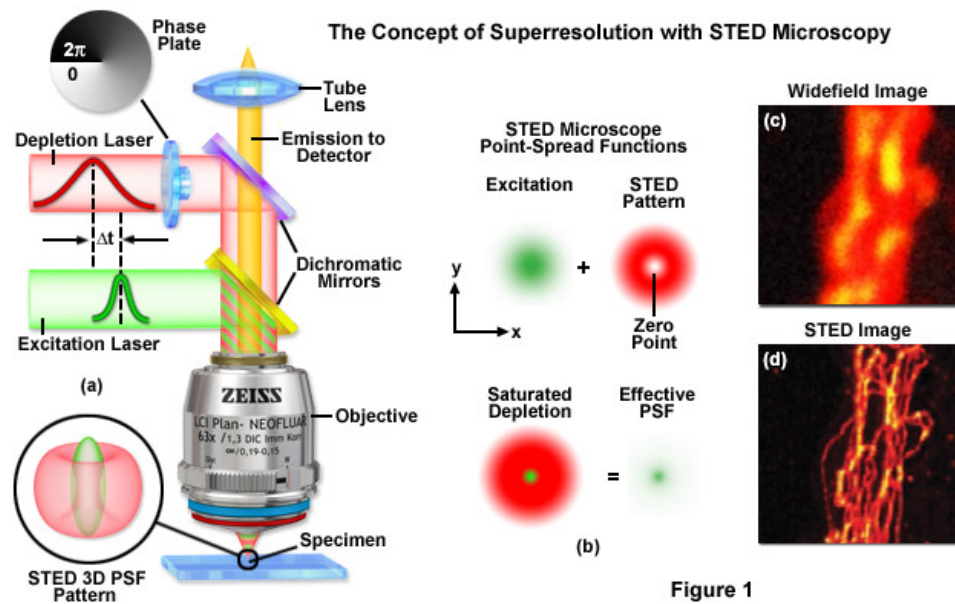 The Concept of Superresolution with STED Microscopy
Phase
Plate
2π
0
Depletion Laser
Δt
Excitation Laser
(a)
Tube
Lens
Emission to
Detector
Dichromatic
Mirrors
ZEISS
LCI Plan- NEOFLUAR
63x /1,3 DIC Imm Korr
∞/0,19-0,15
W
Objective
Specimen
STED 3D PSF
Pattern
STED Microscope
Point-Spread Functions
Excitation
STED
Pattern
+
y
x
Zero
Point
Saturated
Depletion
Effective
PSF
=
(b)
Widefield Image
(c)
STED Image
(d)
Figure 1